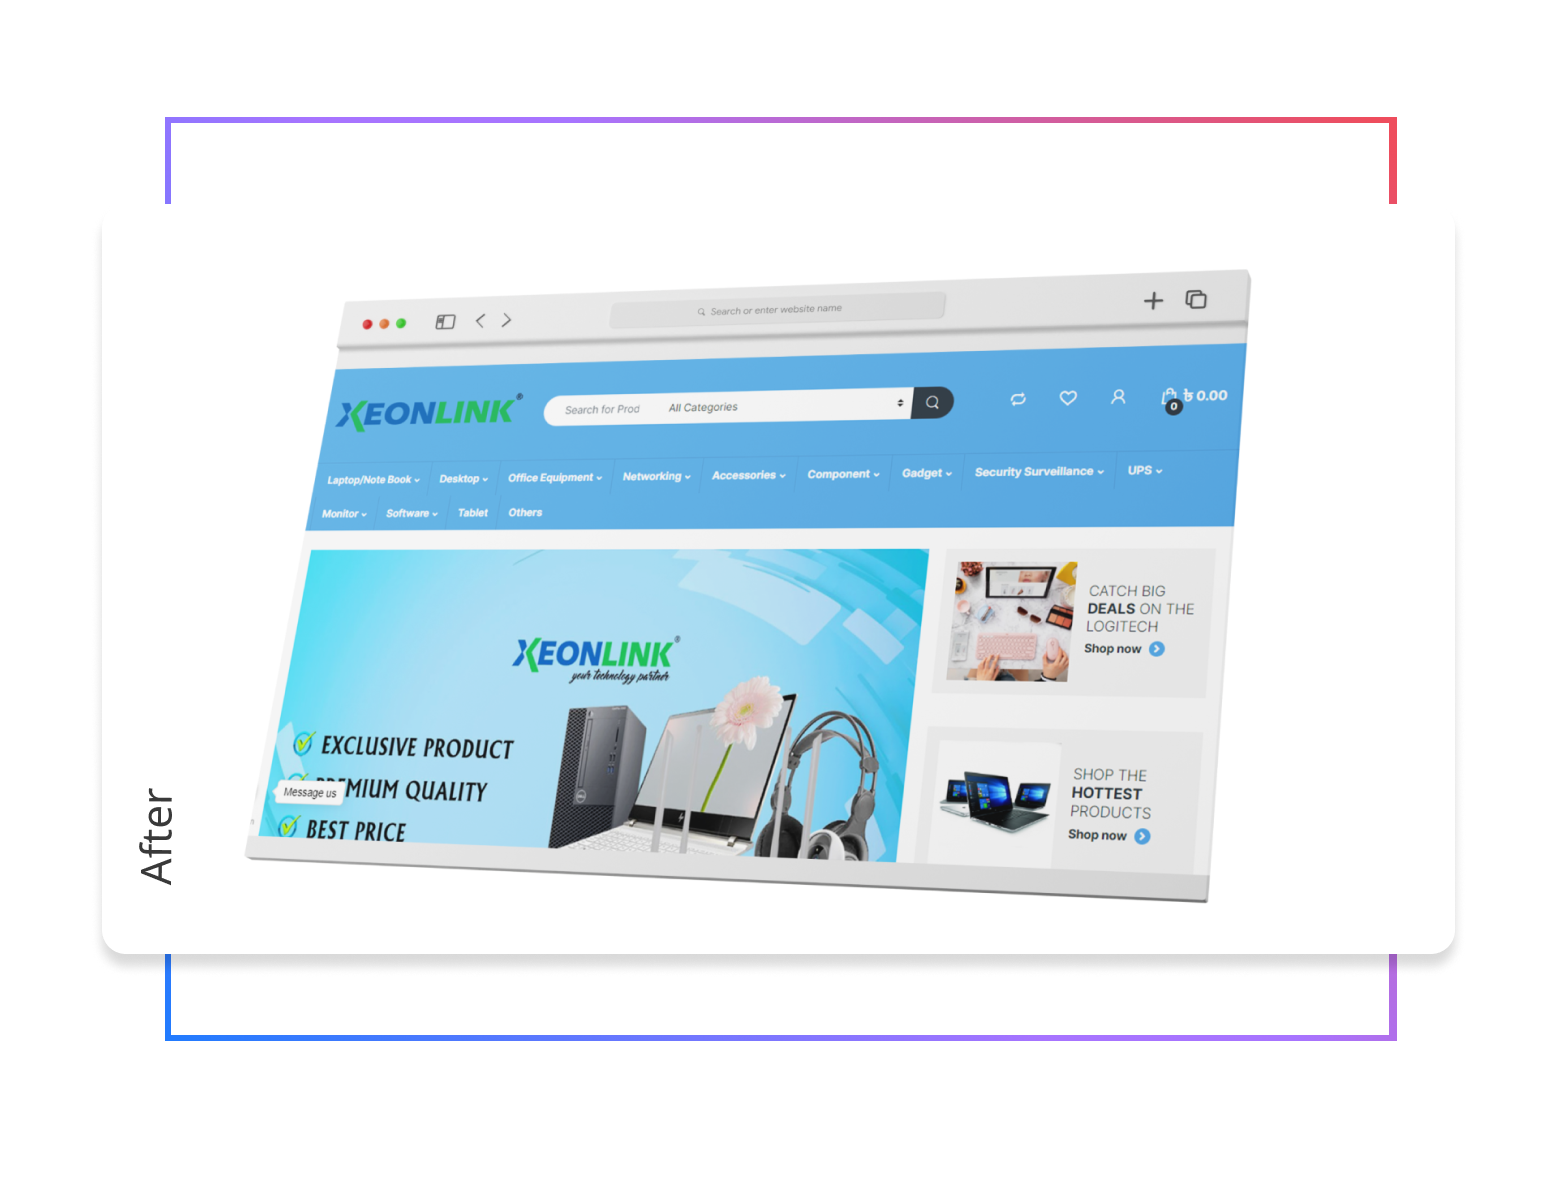 Search or enter website name
XEONLINK®
Search for Prod
All Categories
0
৳ 0.00
Laptop/Note Book
Desktop
Office Equipment
Networking
Accessories
Component
Gadget
Security Surveillance
UPS
Monitor
Software
Tablet
Others
XEONLINK®
your technology partner
EXCLUSIVE PRODUCT
MIUM QUALITY
BEST PRICE
Message us
CATCH BIG
DEALS ON THE
LOGITECH
Shop now
SHOP THE
HOTTEST
PRODUCTS
Shop now
After